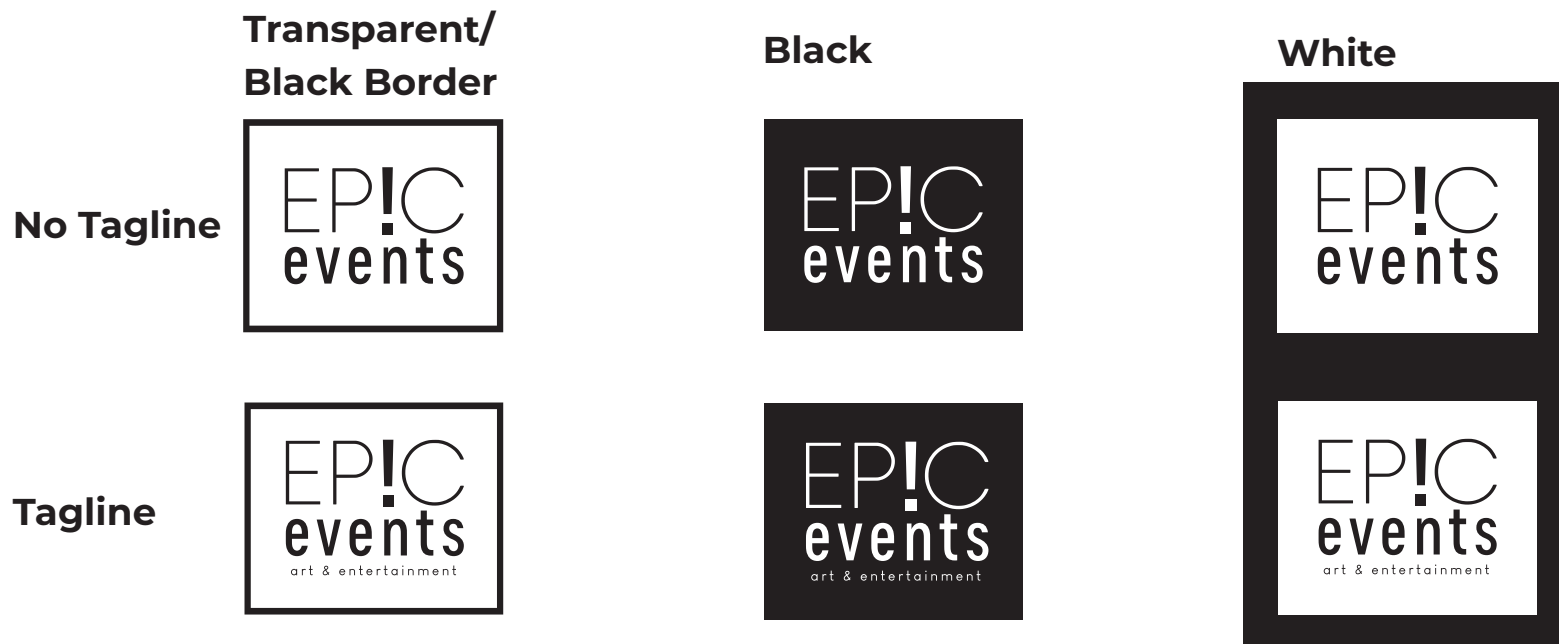 Transparent/
Black Border
Black
White
No Tagline
EP!C
events
EP!C
events
EP!C
events
Tagline
EP!C
events
art & entertainment
EP!C
events
art & entertainment
EP!C
events
art & entertainment